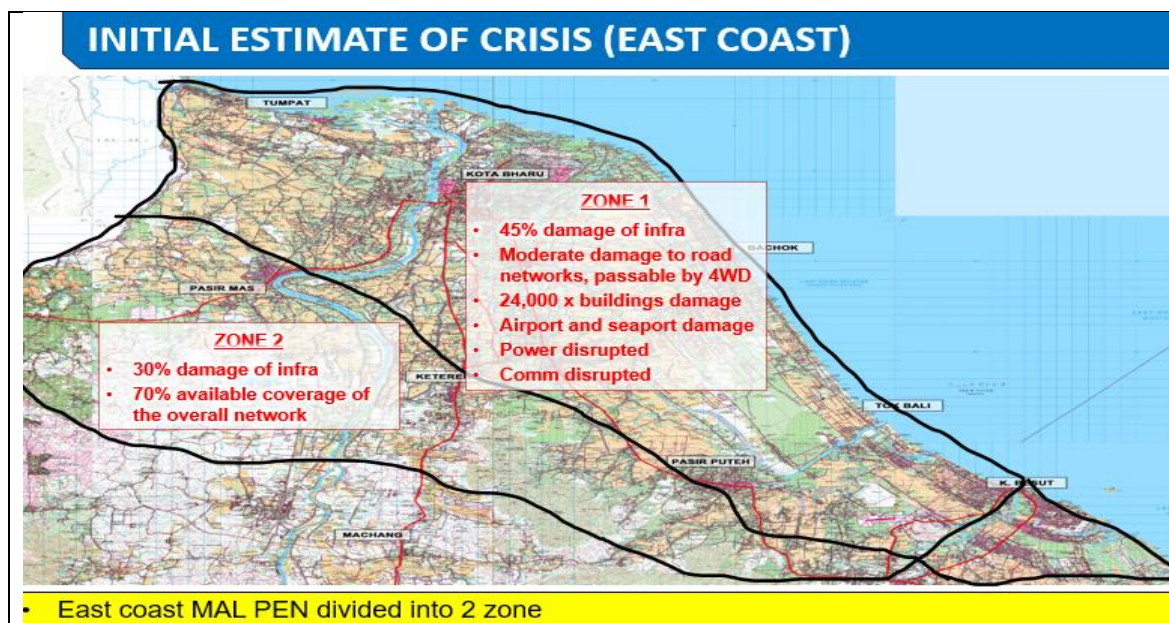 INITIAL ESTIMATE OF CRISIS (EAST COAST)
TUMPAT
KOTA BHARU
ZONE 1
• 45% damage of infra
• Moderate damage to road
networks, passable by 4WD
• 24,000 x buildings damage
• Airport and seaport damage
• Power disrupted
• Comm disrupted
PASIR MAS
ZONE 2
• 30% damage of infra
• 70% available coverage of
the overall network
TOK BALI
PASIR PUTEH
MACHANG
• East coast MAL PEN divided into 2 zone